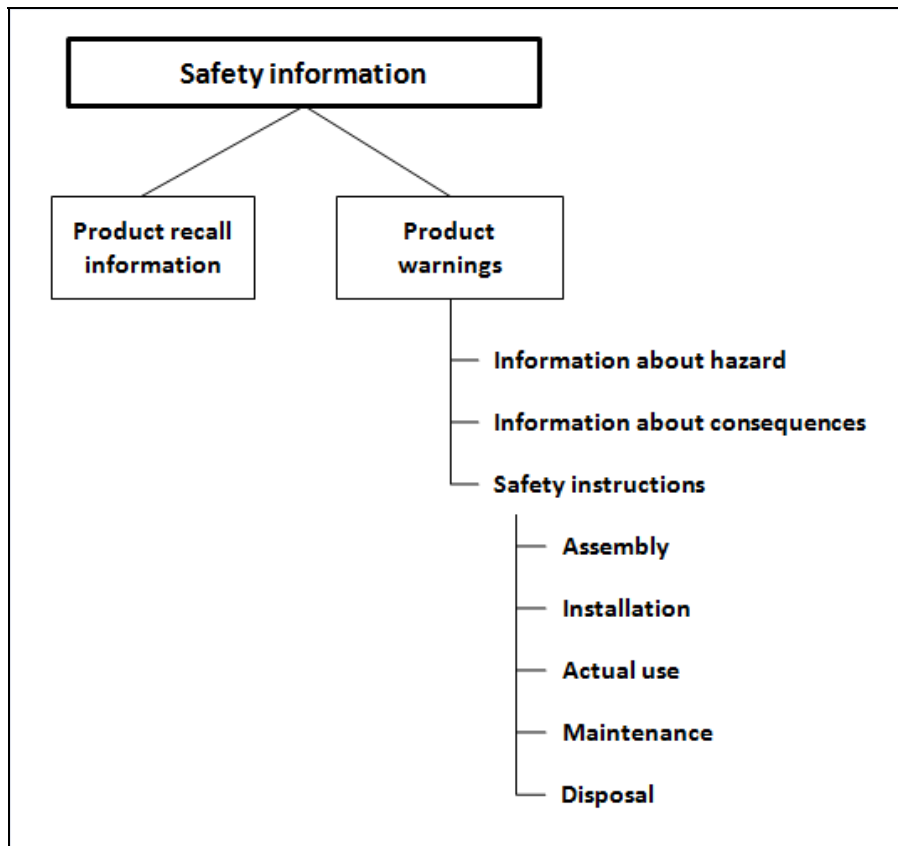 Safety information
Product recall
information
Product
warnings
Information about hazard
Information about consequences
Safety instructions
Assembly
Installation
Actual use
Maintenance
Disposal